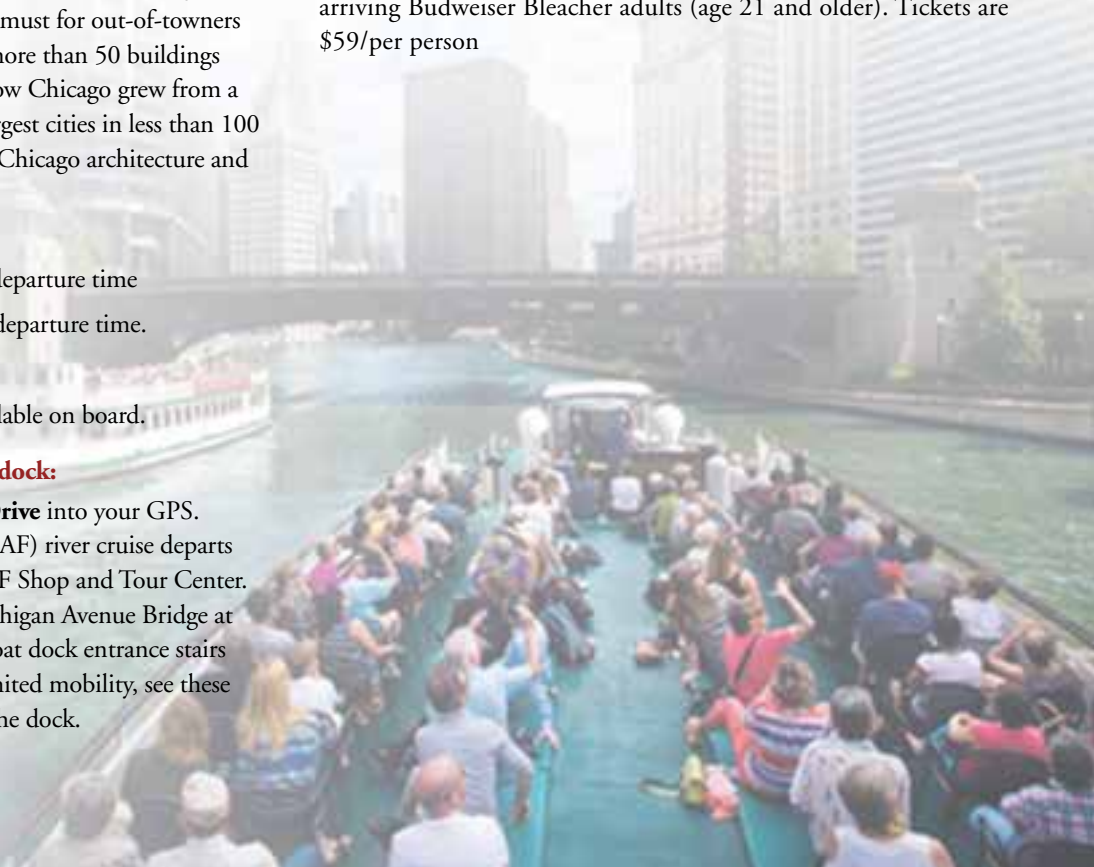 must for out-of-towners
more than 50 buildings
ow Chicago grew from a
rgest cities in less than 100
Chicago architecture and
departure time
departure time.
lable on board.
dock:
rive into your GPS.
AF) river cruise departs
F Shop and Tour Center.
higan Avenue Bridge at
oat dock entrance stairs
nited mobility, see these
ne dock.
arriving Budweiser Bleacher adults (age 21 and older). Tickets are
$59/per person